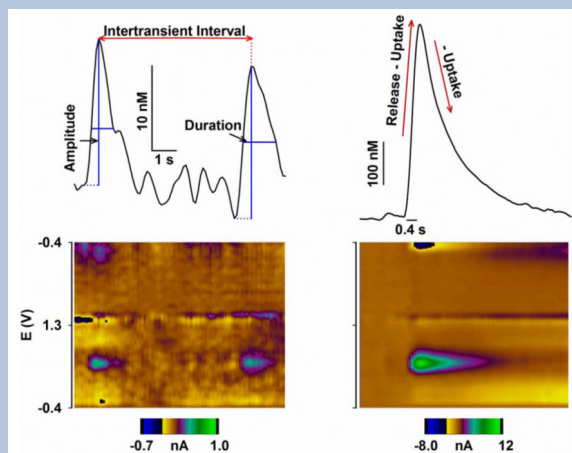 Intertransient Interval
Amplitude
10 nM
1 s
Duration
Release - Uptake
- Uptake
100 nM
0.4 s
E (V)
-0.4
1.3
-0.4
-0.7 nA 1.0
-8.0 nA 12